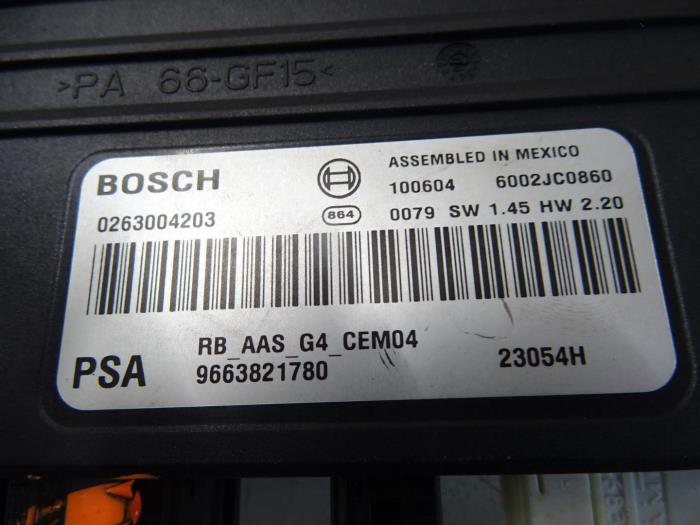 >PA 66-GF15<
BOSCH
ASSEMBLED IN MEXICO
100604 6002JC0860
0263004203
864 0079 SW 1.45 HW 2.20
RB_AAS_G4_CEM04
PSA 9663821780 23054H